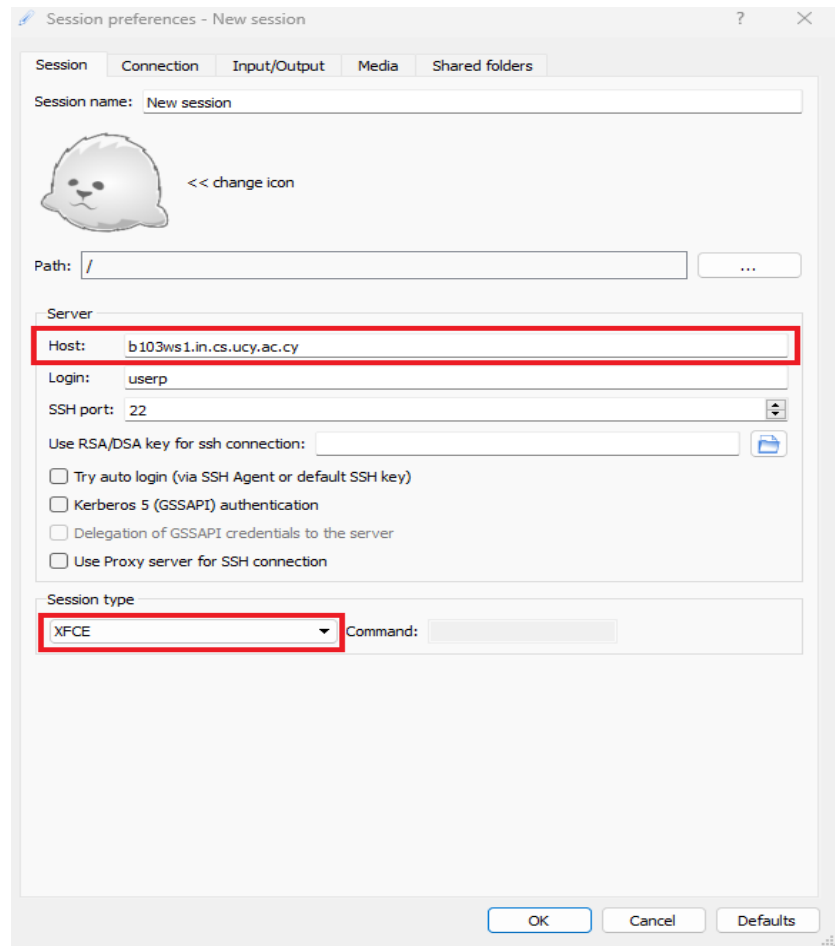 Session preferences - New session
Session Connection Input/Output Media Shared folders
Session name: New session
<< change icon
Path: / ...
Server
Host: b103ws1.in.cs.ucy.ac.cy
Login: userp
SSH port: 22
Use RSA/DSA key for ssh connection:
Try auto login (via SSH Agent or default SSH key)
Kerberos 5 (GSSAPI) authentication
Delegation of GSSAPI credentials to the server
Use Proxy server for SSH connection
Session type
XFCE Command:
OK Cancel Defaults